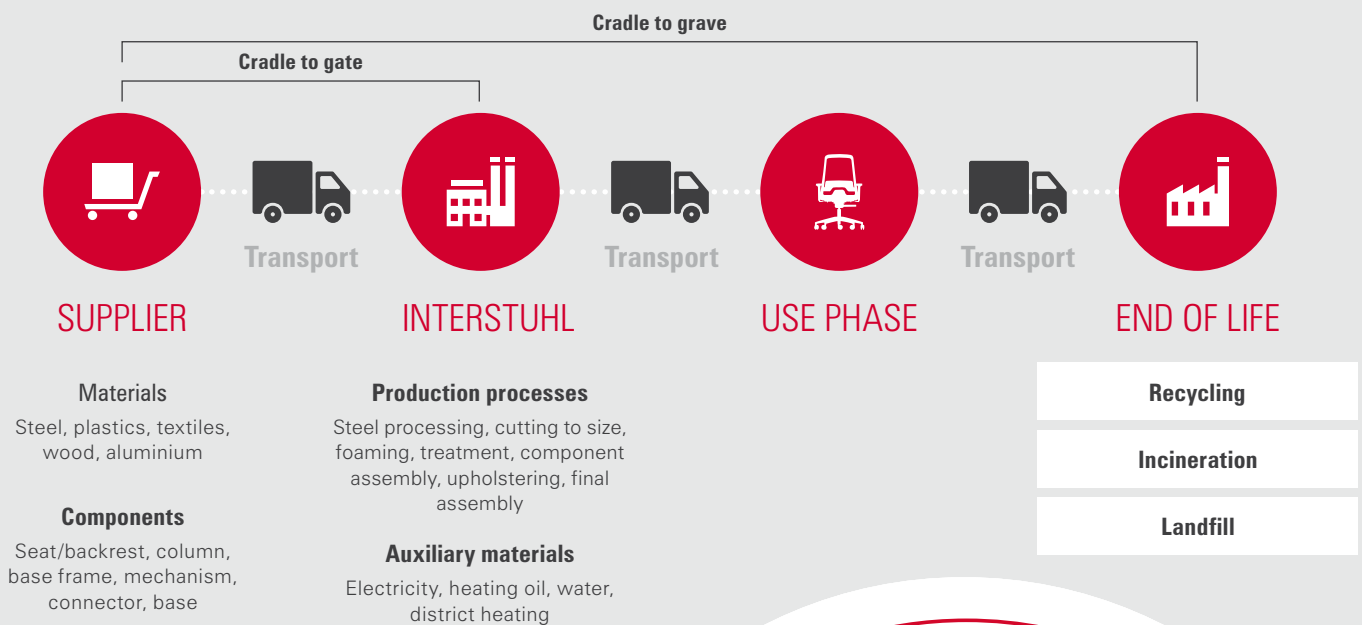 Cradle to grave
Cradle to gate
Transport
Transport
Transport
SUPPLIER
INTERSTUHL
USE PHASE
END OF LIFE
Materials
Steel, plastics, textiles,
wood, aluminium
Components
Seat/backrest, column,
base frame, mechanism,
connector, base
Production processes
Steel processing, cutting to size,
foaming, treatment, component
assembly, upholstering, final
assembly
Auxiliary materials
Electricity, heating oil, water,
district heating
Recycling
Incineration
Landfill